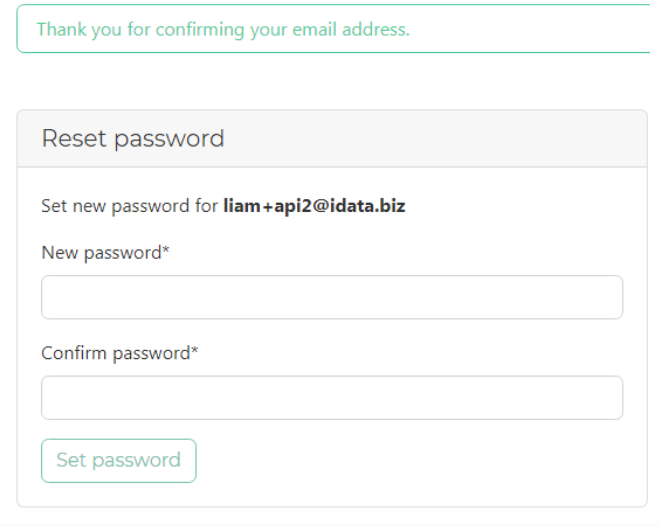 Thank you for confirming your email address.
Reset password
Set new password for liam+api2@idata.biz
New password*
Confirm password*
Set password